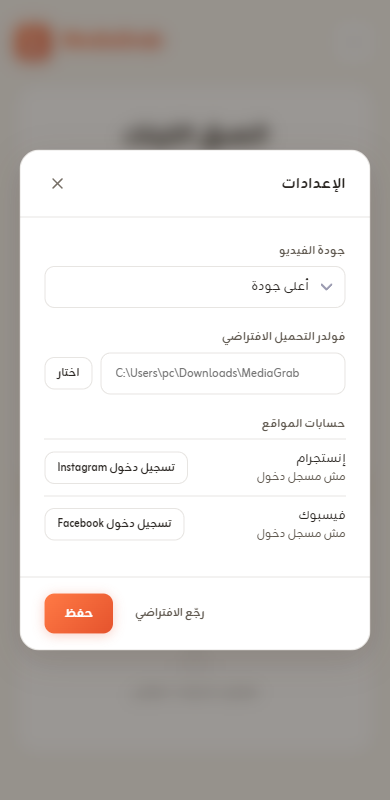 الإعدادات
جودة الفيديو
أعلى جودة
فولدر التحميل الافتراضي
C:\Users\pc\Downloads\MediaGrab
اختار
حسابات المواقع
إنستجرام
مش مسجل دخول
تسجيل دخول Instagram
فيسبوك
مش مسجل دخول
تسجيل دخول Facebook
رجّع الافتراضي
حفظ